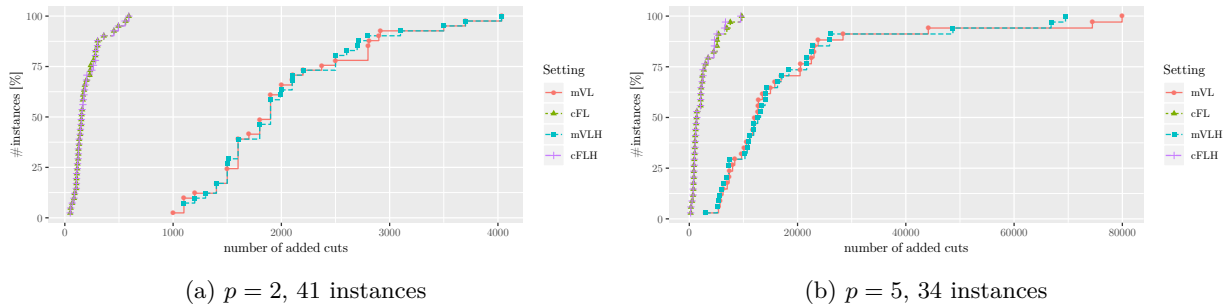 100
75
50
25
0
# instances [%]
0
1000
2000
3000
4000
number of added cuts
Setting
mVL
cFL
mVLH
cFLH
(a) p = 2, 41 instances
100
75
50
25
0
# instances [%]
0
20000
40000
60000
80000
number of added cuts
Setting
mVL
cFL
mVLH
cFLH
(b) p = 5, 34 instances